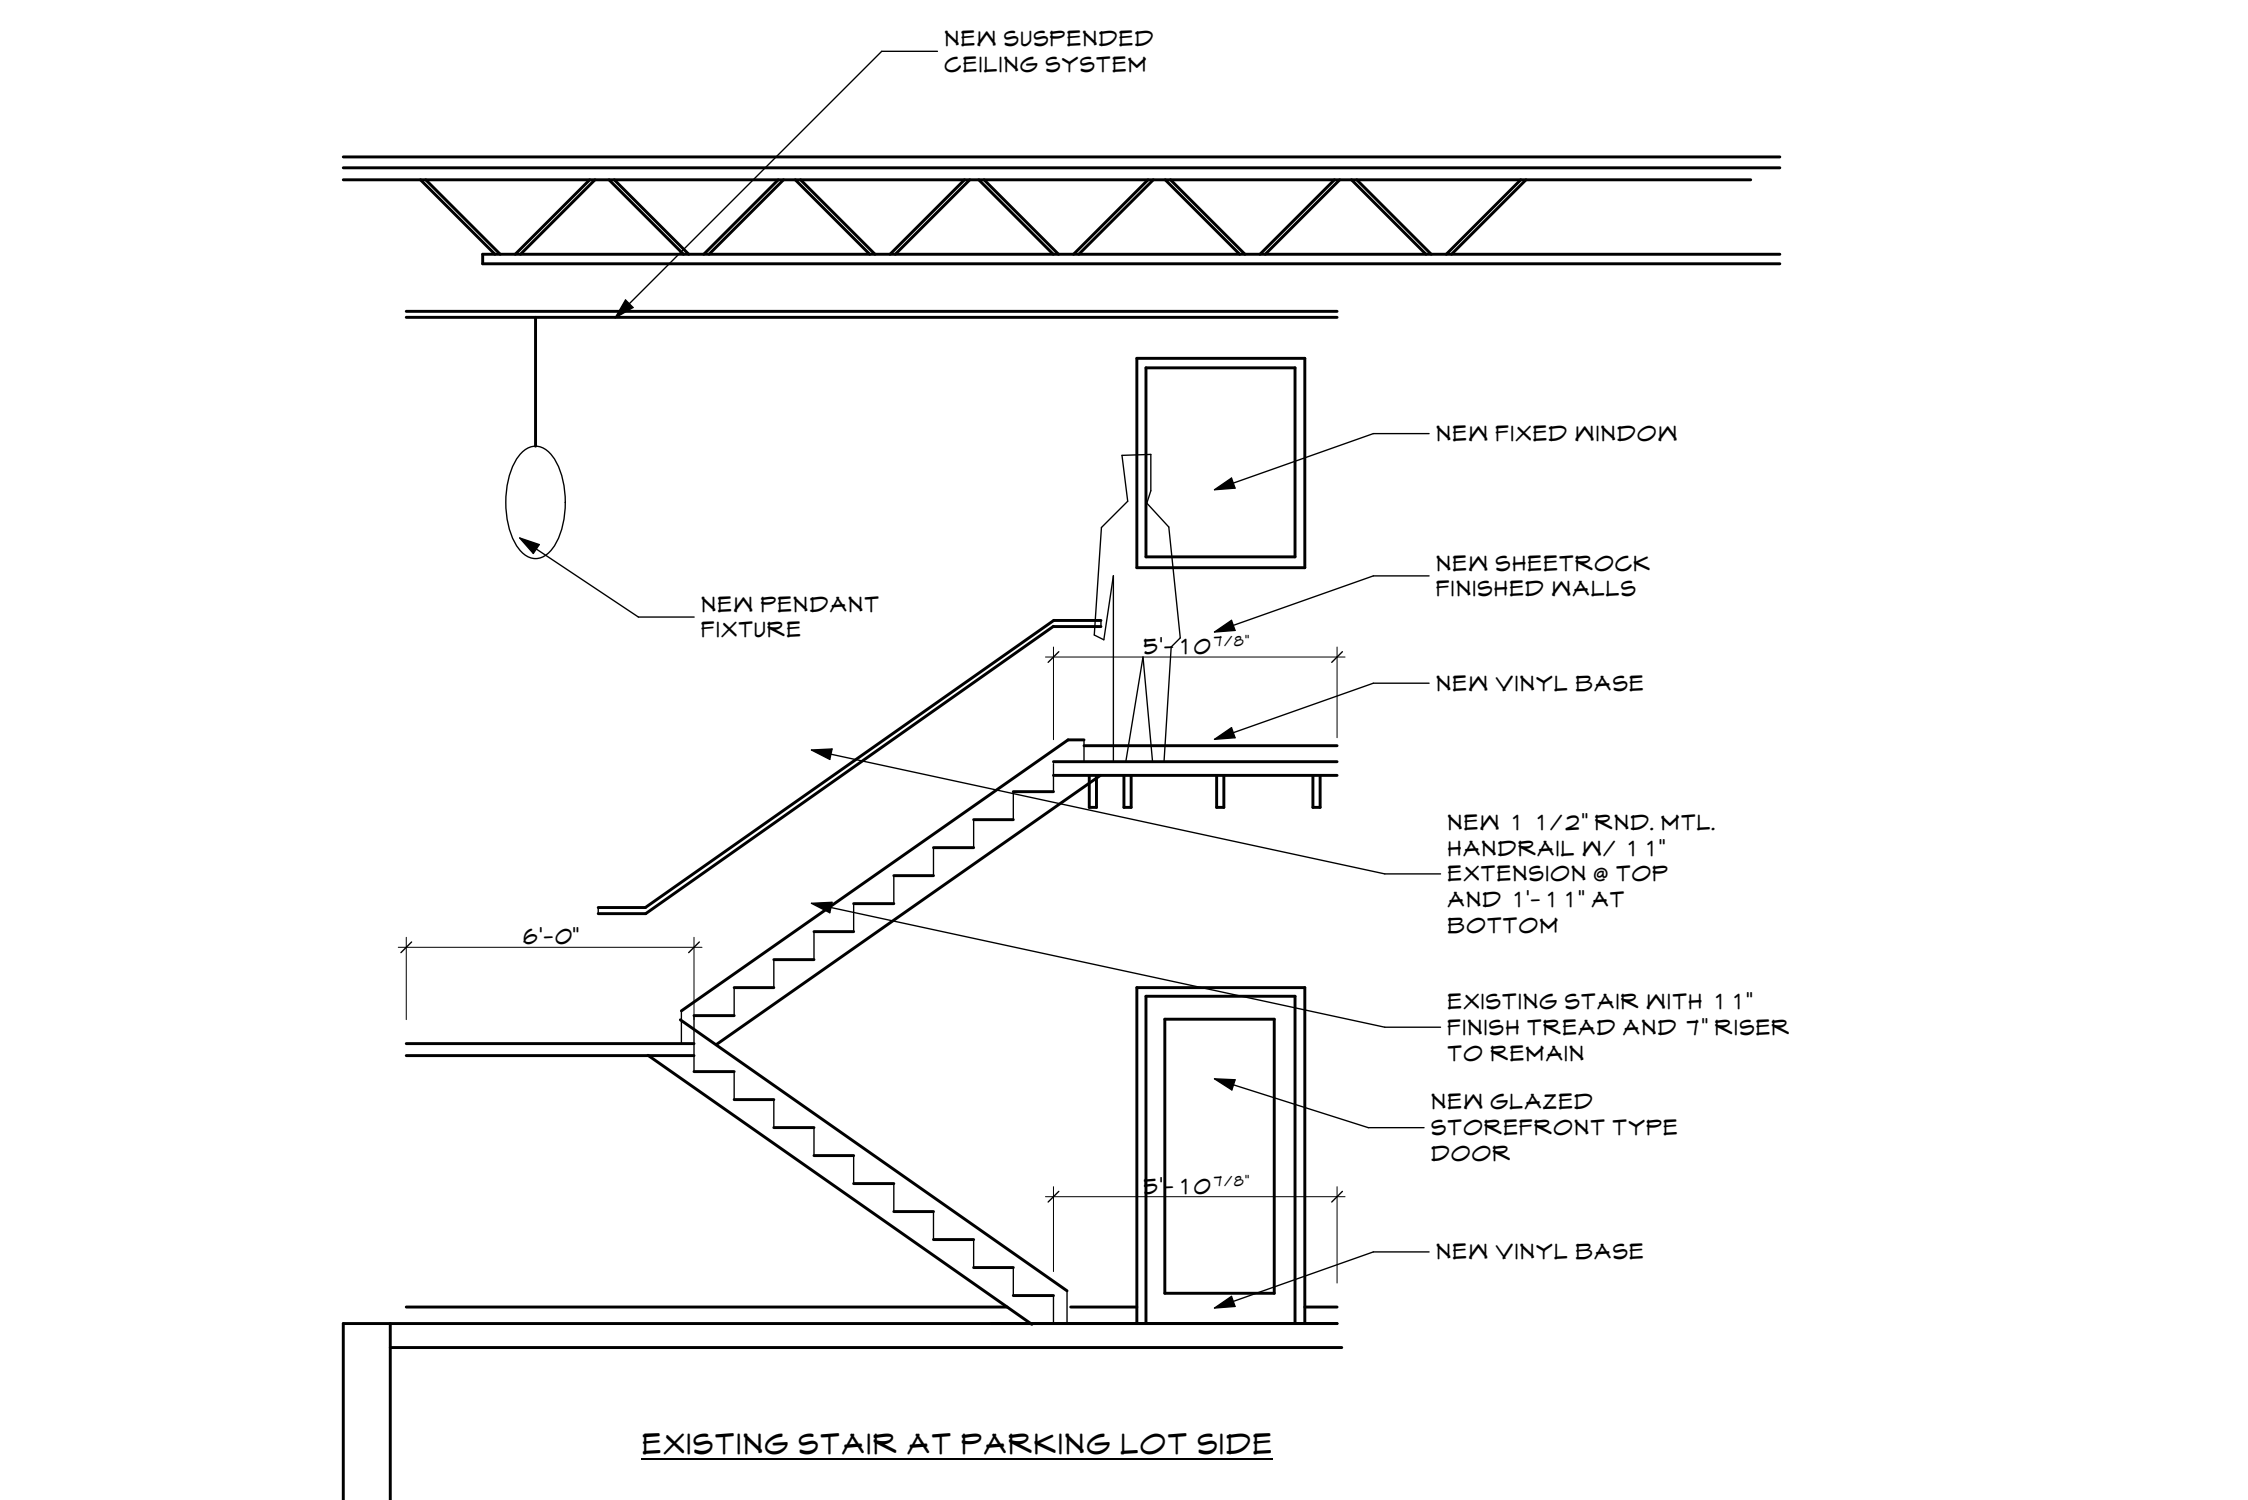 NEW SUSPENDED
CEILING SYSTEM
NEW FIXED WINDOW
NEW SHEETROCK
FINISHED WALLS
NEW PENDANT
FIXTURE
5'-10 7/8"
NEW VINYL BASE
NEW 1 1/2" RND. MTL.
HANDRAIL W/ 11"
EXTENSION @ TOP
AND 1'-11" AT
BOTTOM
6'-0"
EXISTING STAIR WITH 11"
FINISH TREAD AND 7" RISER
TO REMAIN
NEW GLAZED
STOREFRONT TYPE
DOOR
5'-10 7/8"
NEW VINYL BASE
EXISTING STAIR AT PARKING LOT SIDE